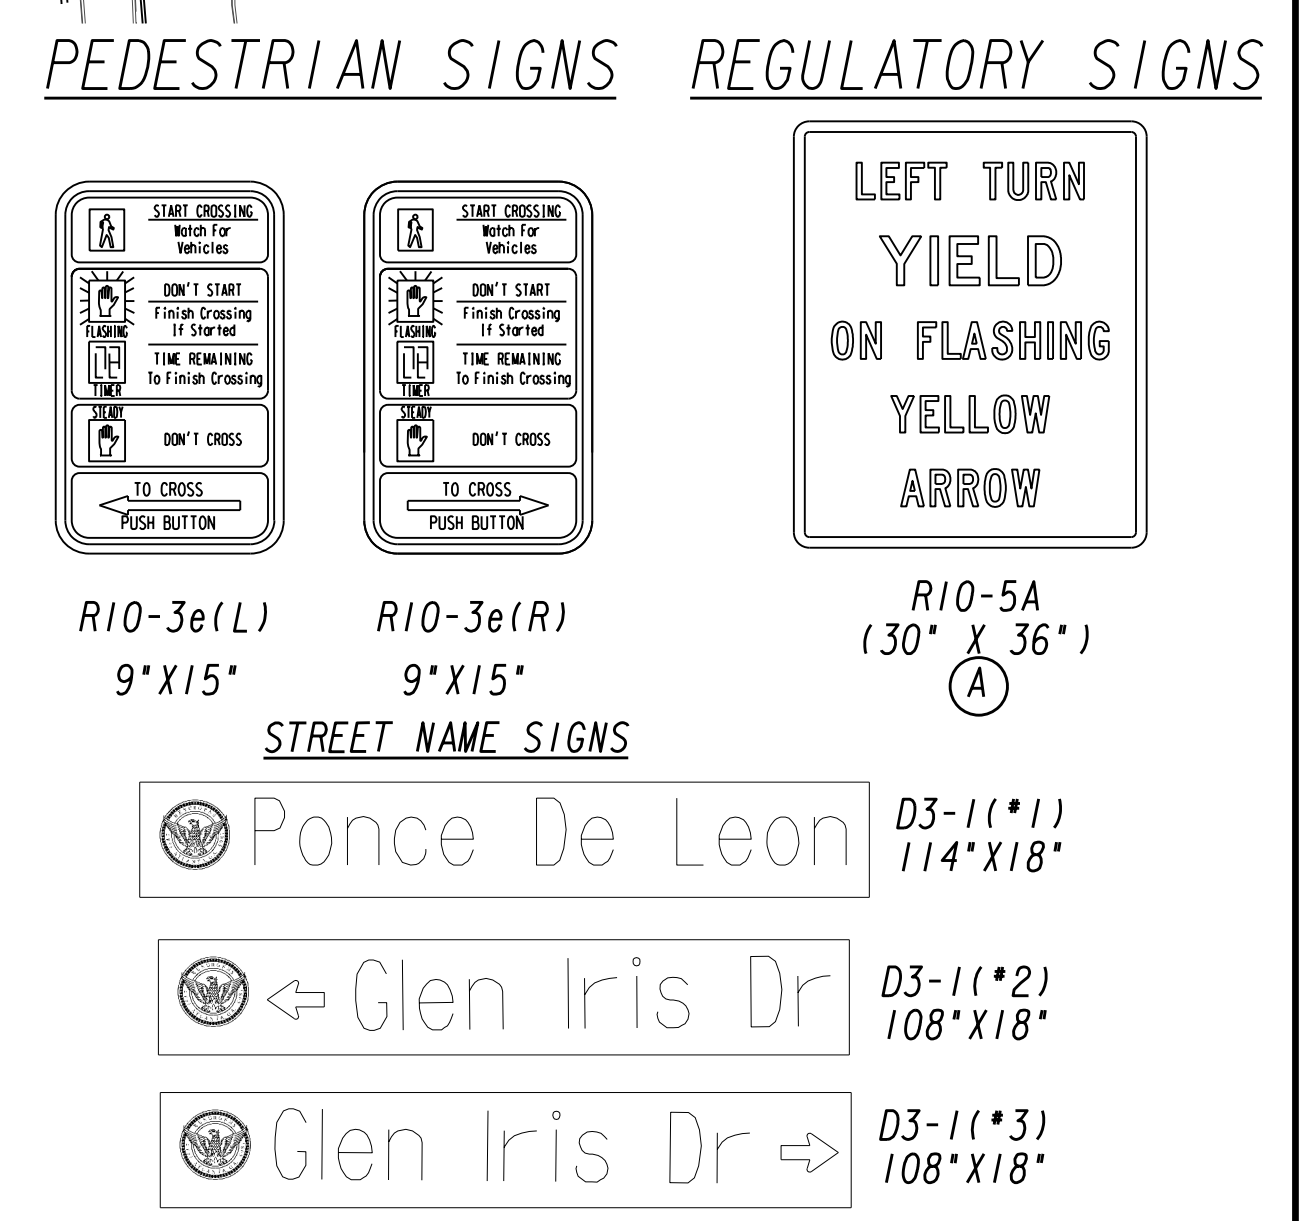 PEDESTRIAN SIGNS
REGULATORY SIGNS
START CROSSING
Watch For
Vehicles
DON'T START
Finish Crossing
If Started
FLASHING
TIME REMAINING
To Finish Crossing
TIMER
STEADY
DON'T CROSS
TO CROSS
PUSH BUTTON
START CROSSING
Watch For
Vehicles
DON'T START
Finish Crossing
If Started
FLASHING
TIME REMAINING
To Finish Crossing
TIMER
STEADY
DON'T CROSS
TO CROSS
PUSH BUTTON
LEFT TURN
YIELD
ON FLASHING
YELLOW
ARROW
R10-3e(L)
9"X15"
R10-3e(R)
9"X15"
R10-5A
(30" X 36")
A
STREET NAME SIGNS
Ponce De Leon
D3-1(#1)
114"X18"
Glen Iris Dr
D3-1(#2)
108"X18"
Glen Iris Dr
D3-1(#3)
108"X18"